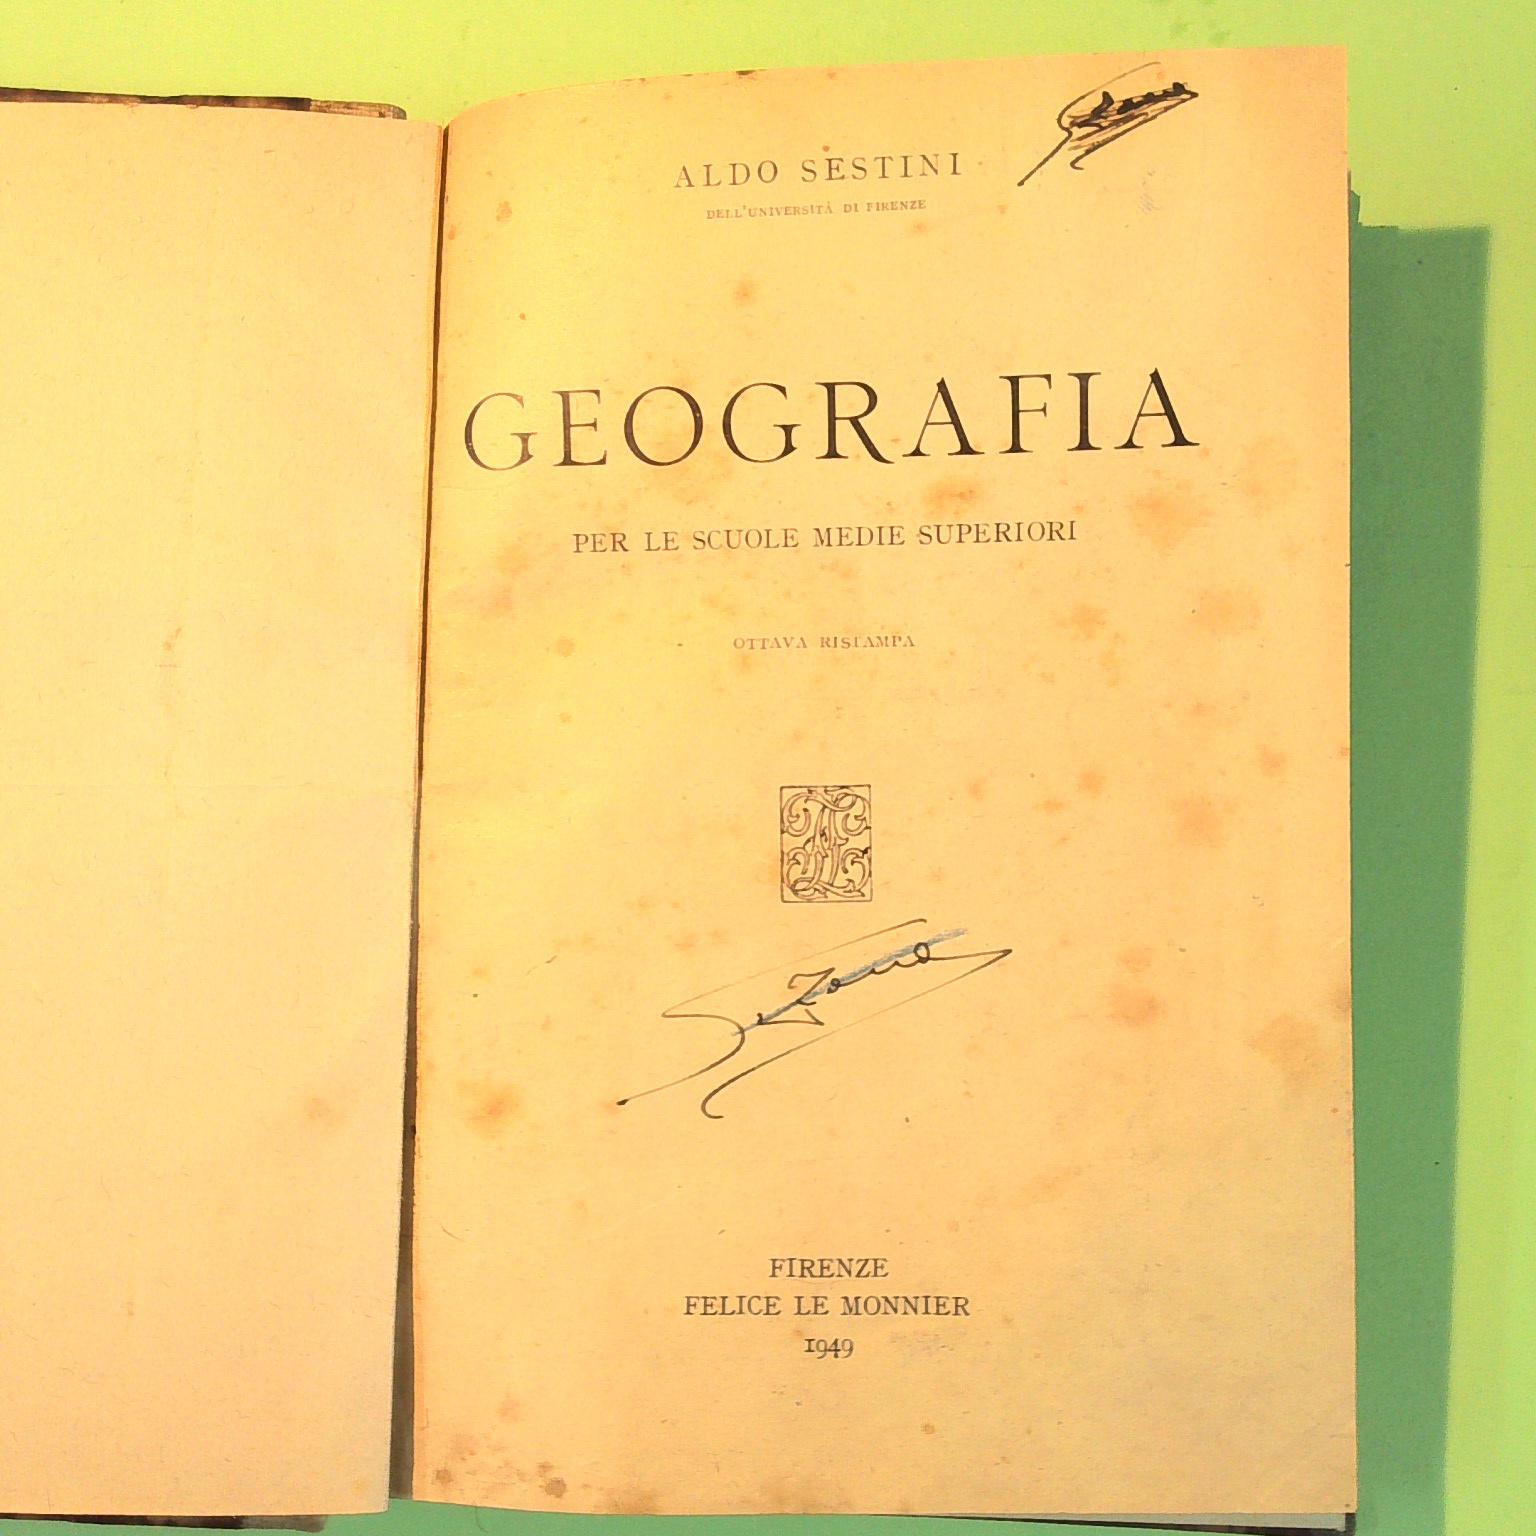 ALDO SESTINI
DELL'UNIVERSITÀ DI FIRENZE
GEOGRAFIA
PER LE SCUOLE MEDIE SUPERIORI
OTTAVA RISTAMPA
FIRENZE
FELICE LE MONNIER
1949